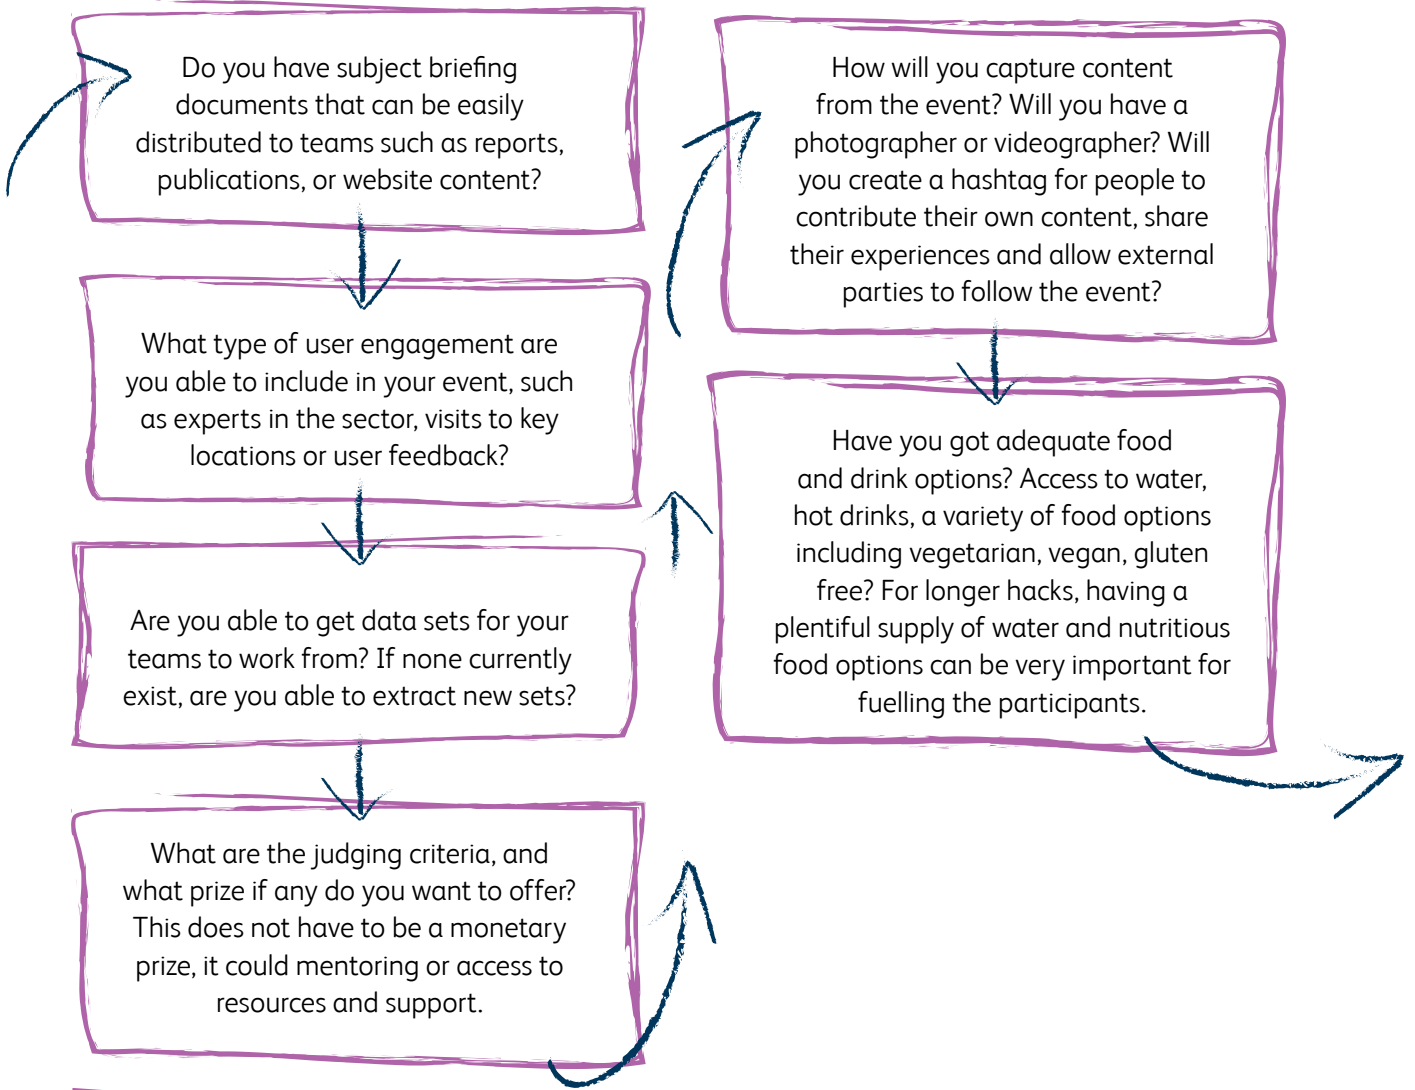 Do you have subject briefing
documents that can be easily
distributed to teams such as reports,
publications, or website content?
What type of user engagement are
you able to include in your event, such
as experts in the sector, visits to key
locations or user feedback?
Are you able to get data sets for your
teams to work from? If none currently
exist, are you able to extract new sets?
What are the judging criteria, and
what prize if any do you want to offer?
This does not have to be a monetary
prize, it could mentoring or access to
resources and support.
How will you capture content
from the event? Will you have a
photographer or videographer? Will
you create a hashtag for people to
contribute their own content, share
their experiences and allow external
parties to follow the event?
Have you got adequate food
and drink options? Access to water,
hot drinks, a variety of food options
including vegetarian, vegan, gluten
free? For longer hacks, having a
plentiful supply of water and nutritious
food options can be very important for
fuelling the participants.